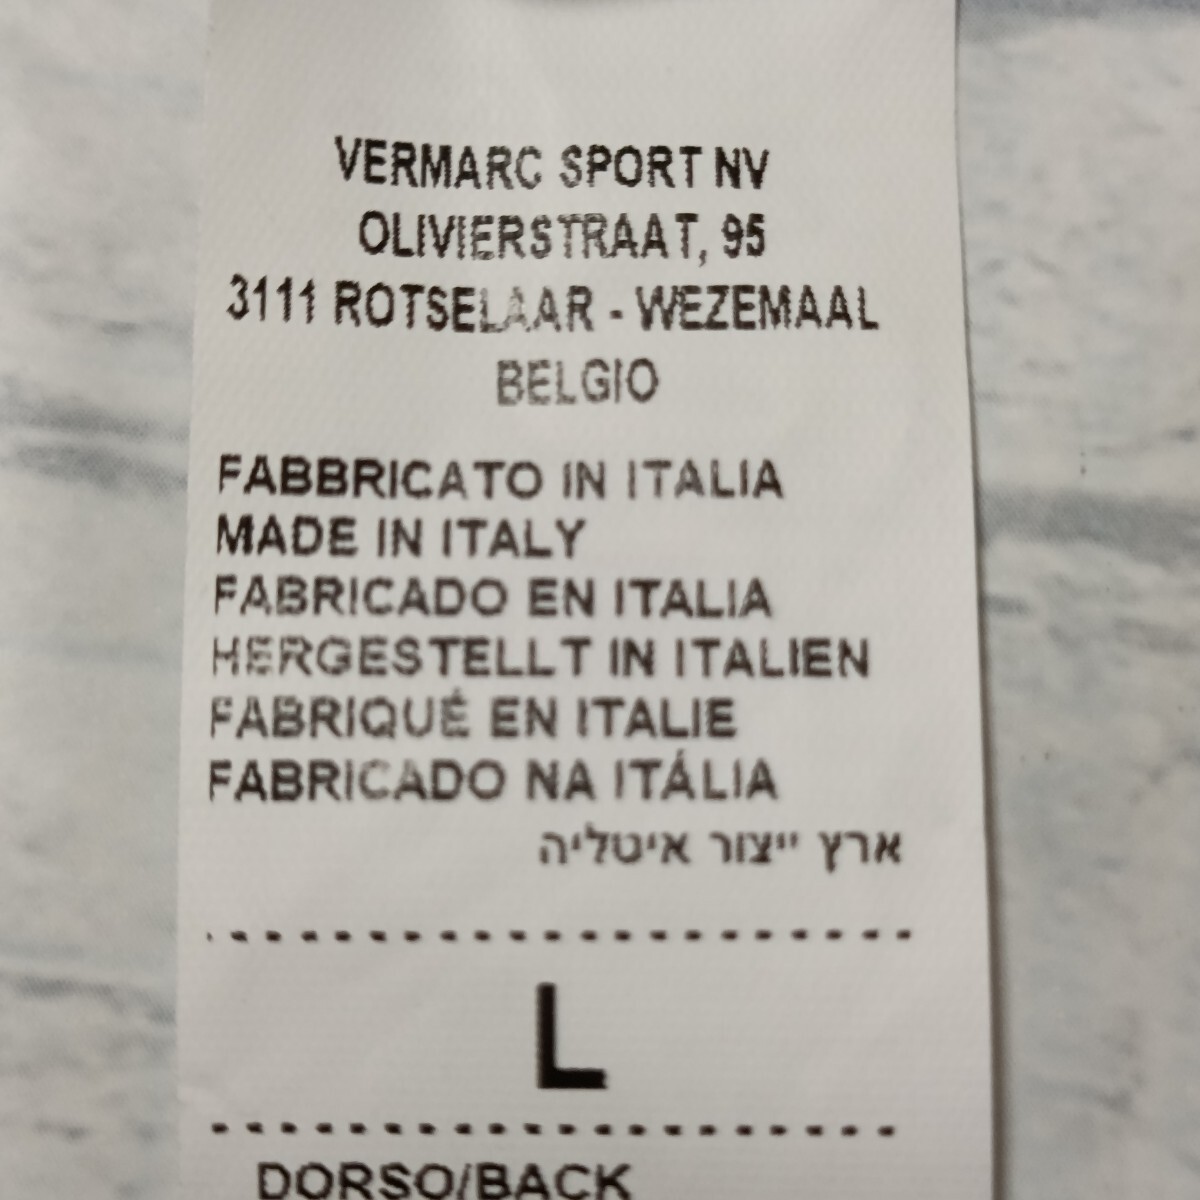 VERMARC SPORT NV
OLIVIERSTRAAT, 95
3111 ROTSELAAR - WEZEMAAL
BELGIO
FABBRICATO IN ITALIA
MADE IN ITALY
FABRICADO EN ITALIA
HERGESTELLT IN ITALIEN
FABRIQUÉ EN ITALIE
FABRICADO NA ITÁLIA
ארץ ייצור איטליה
L
DORSO/BACK